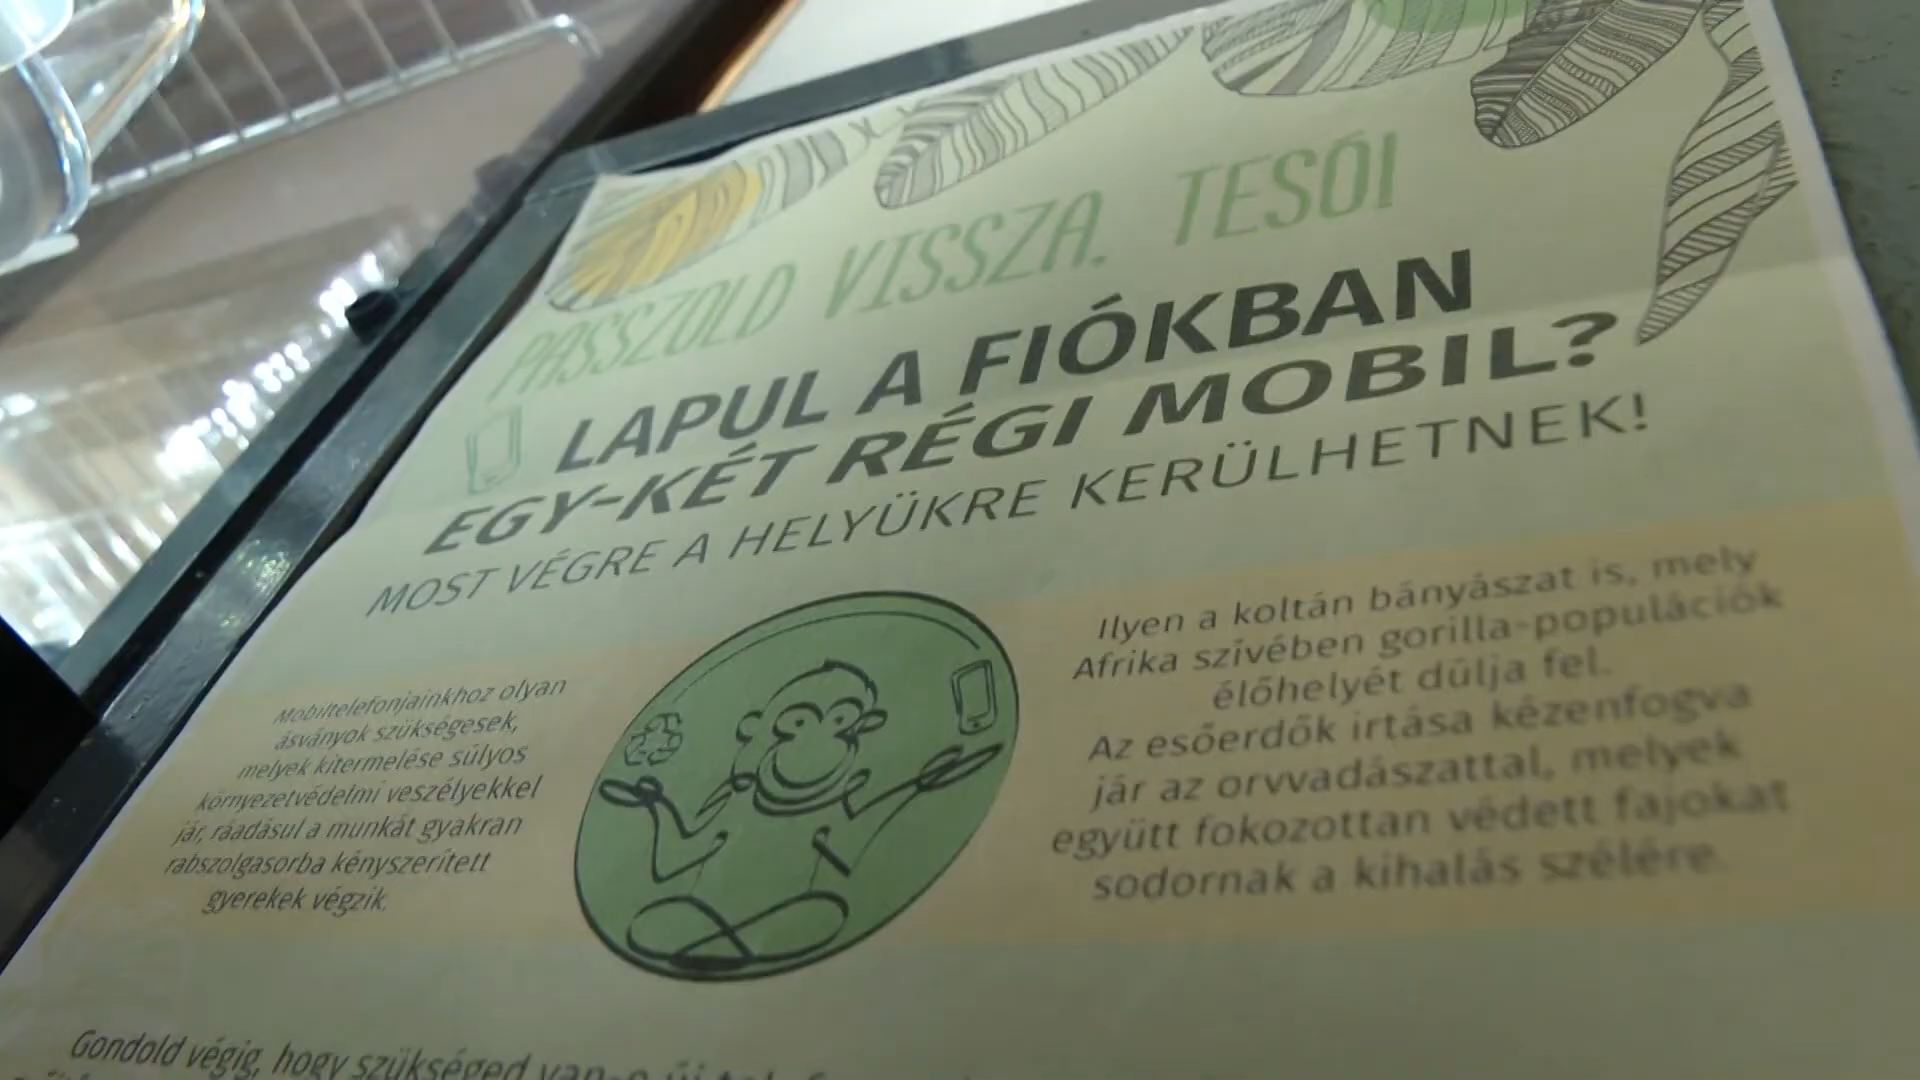 PASSZOLD VISSZA, TESÓ!
LAPUL A FIÓKBAN
EGY-KÉT RÉGI MOBIL?
MOST VÉGRE A HELYÜKRE KERÜLHETNEK!
Mobiltelefonjainkhoz olyan
ásványok szükségesek,
melyek kitermelése súlyos
környezetvédelmi veszélyekkel
jár, ráadásul a munkát gyakran
rabszolgasorba kényszerített
gyerekek végzik.
Ilyen a koltán bányászat is, mely
Afrika szívében gorilla-populációk
élőhelyét dúlja fel.
Az esőerdők irtása kézenfogva
jár az orvvadászattal, melyek
együtt fokozottan védett fajokat
sodornak a kihalás szélére.
Gondold végig, hogy szükséged van-e új